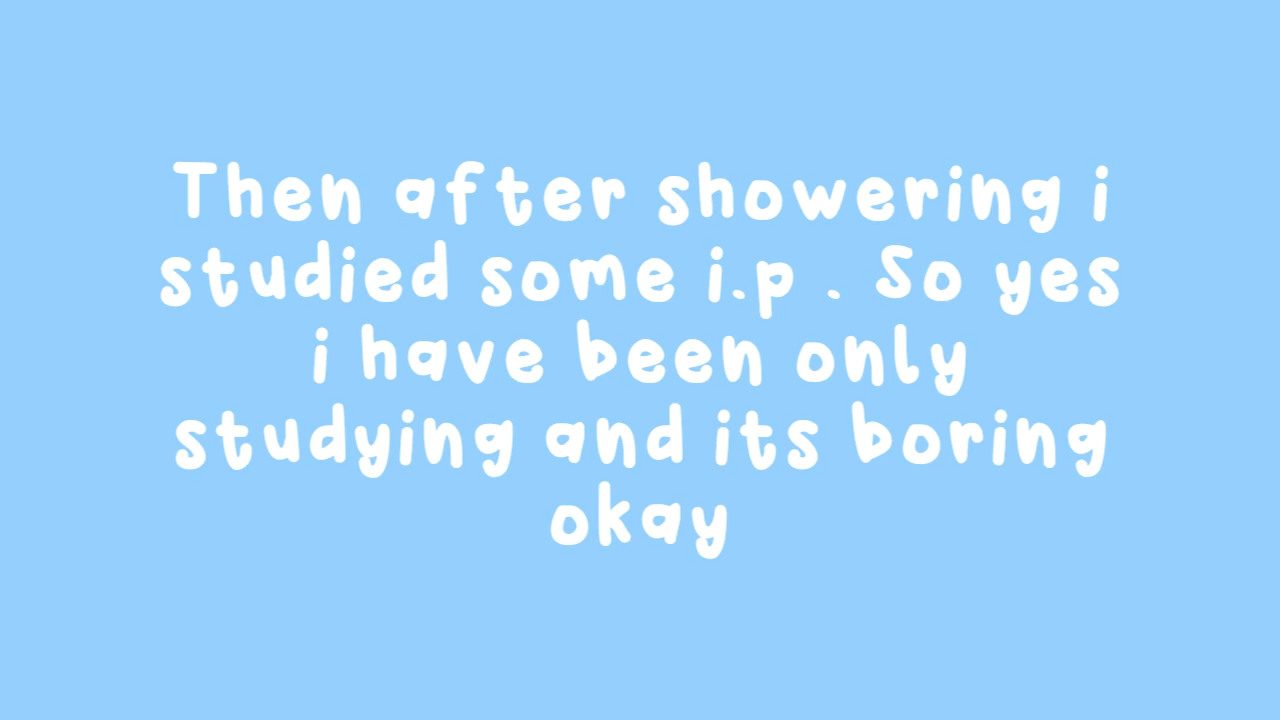 Then after showering i
studied some i.p . So yes
i have been only
studying and its boring
okay